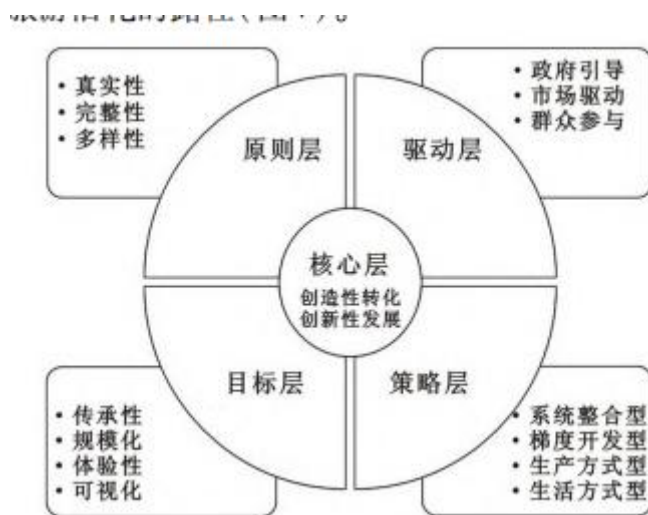 • 真实性
• 完整性
• 多样性
• 政府引导
• 市场驱动
• 群众参与
原则层
驱动层
核心层
创造性转化
创新性发展
目标层
策略层
• 传承性
• 规模化
• 体验性
• 可视化
• 系统整合型
• 梯度开发型
• 生产方式型
• 生活方式型